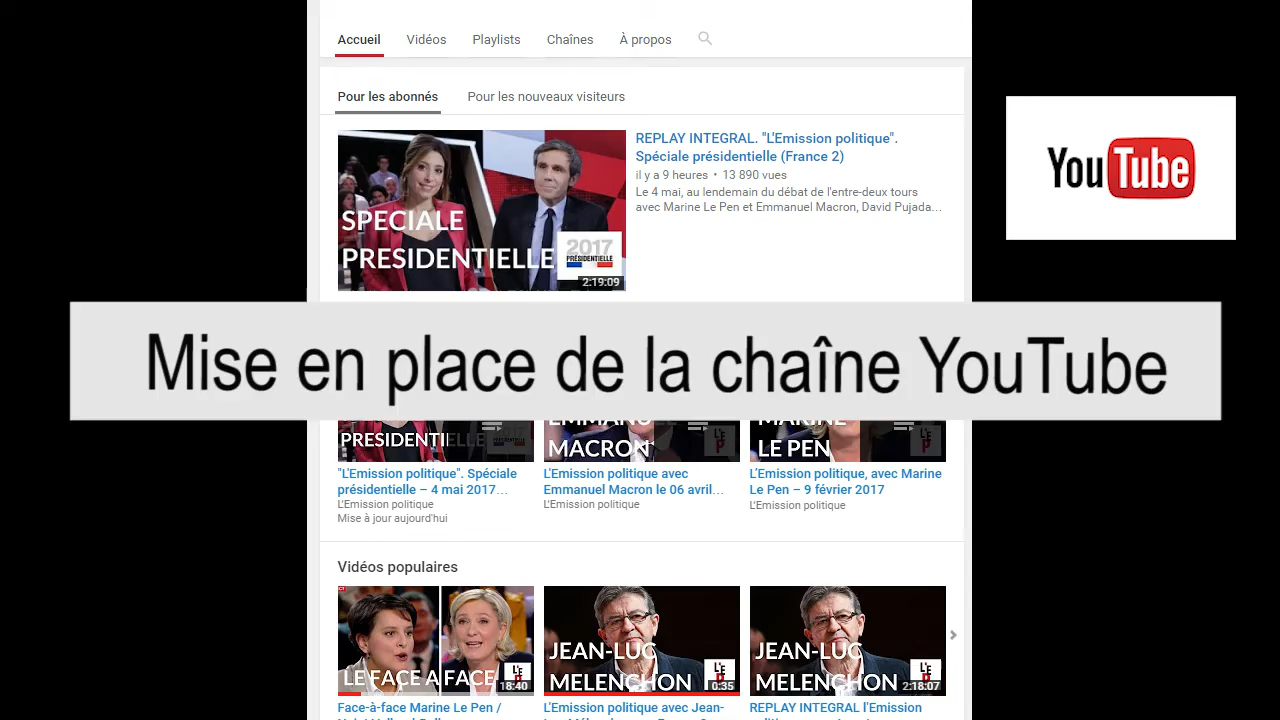 Accueil Vidéos Playlists Chaînes À propos
Pour les abonnés Pour les nouveaux visiteurs
SPECIALE
PRESIDENTIELLE
2017
PRÉSIDENTIELLE
2:19:09
REPLAY INTEGRAL. "L'Emission politique".
Spéciale présidentielle (France 2)
il y a 9 heures • 13 890 vues
Le 4 mai, au lendemain du débat de l'entre-deux tours
avec Marine Le Pen et Emmanuel Macron, David Pujada…
YouTube
Mise en place de la chaîne YouTube
PRESIDENTIELLE
EMMANUEL
MACRON
MARINE
LE PEN
"L'Emission politique". Spéciale
présidentielle – 4 mai 2017…
L'Emission politique
Mise à jour aujourd'hui
L'Emission politique avec
Emmanuel Macron le 06 avril…
L'Emission politique
L'Emission politique, avec Marine
Le Pen – 9 février 2017
L'Emission politique
Vidéos populaires
LE FACE A FACE
18:40
JEAN-LUC
MELENCHON
0:35
JEAN-LUC
MELENCHON
2:18:07
Face-à-face Marine Le Pen /
L'Emission politique avec Jean-
REPLAY INTEGRAL l'Emission